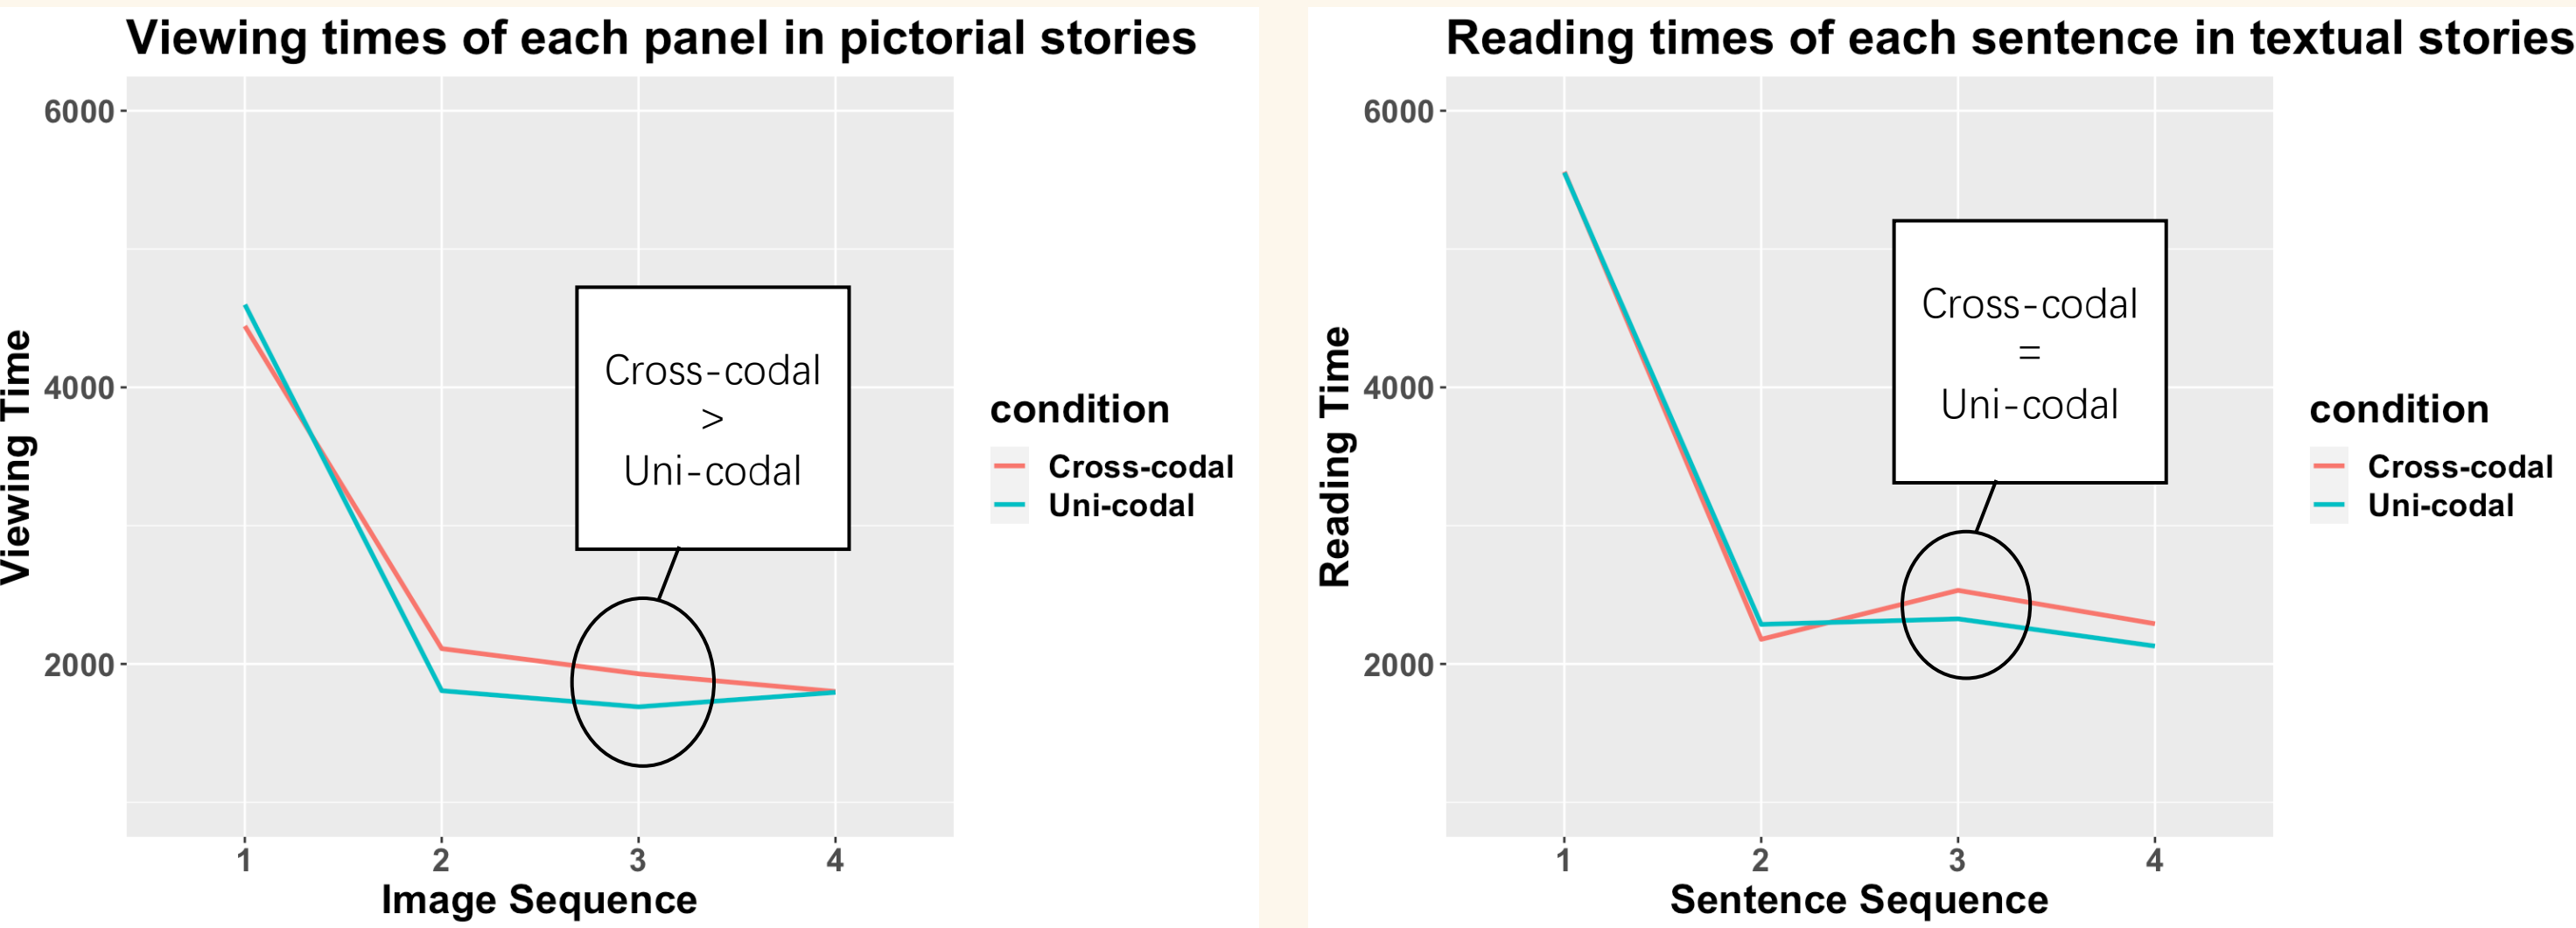 Viewing times of each panel in pictorial stories
Viewing Time
6000
4000
2000
Cross-codal
>
Uni-codal
1
2
3
4
Image Sequence
condition
Cross-codal
Uni-codal
Reading times of each sentence in textual stories
Reading Time
6000
4000
2000
Cross-codal
=
Uni-codal
1
2
3
4
Sentence Sequence
condition
Cross-codal
Uni-codal